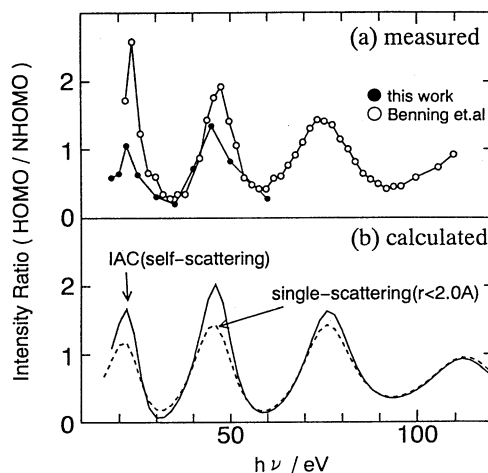 (a) measured
2
● this work
○ Benning et.al
1
0
Intensity Ratio ( HOMO / NHOMO )
(b) calculated
IAC(self-scattering)
2
single-scattering(r<2.0A)
1
0
50
100
h ν / eV